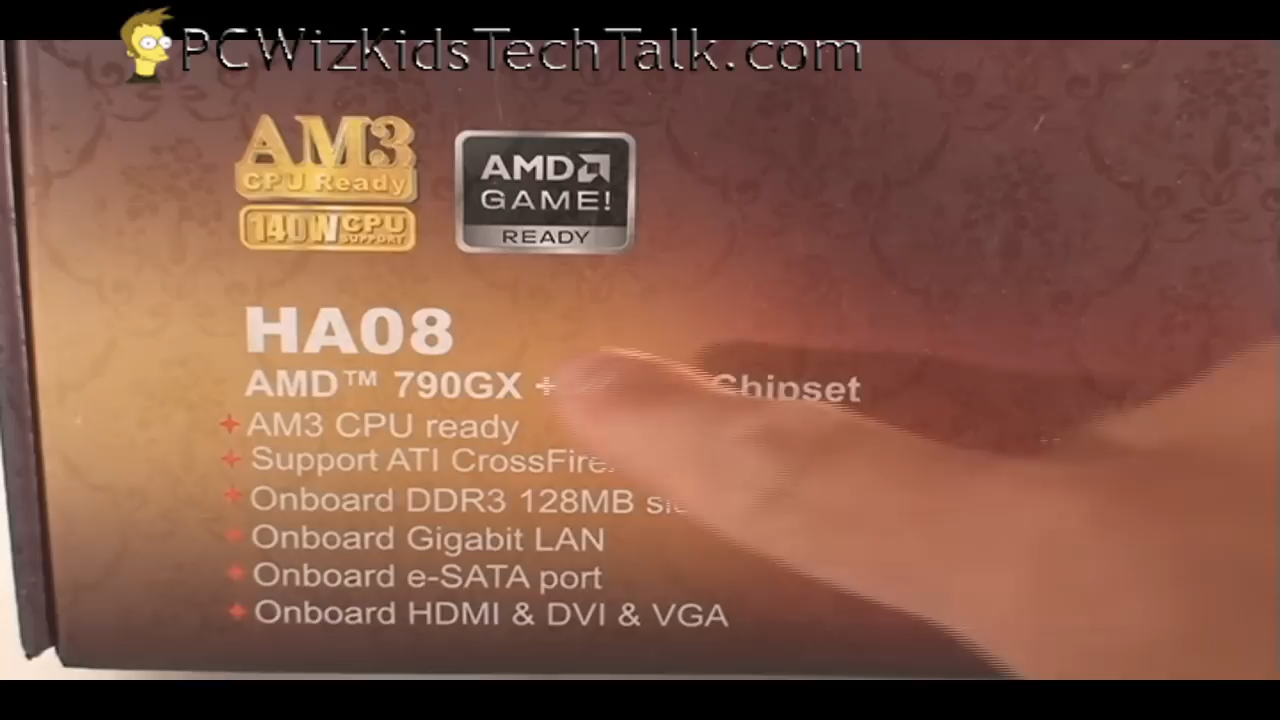 PCWizKidsTechTalk.com
AM3
CPU Ready
140W CPU
SUPPORT
AMD
GAME!
READY
HA08
AMD™ 790GX + Chipset
AM3 CPU ready
Support ATI CrossFire
Onboard DDR3 128MB
Onboard Gigabit LAN
Onboard e-SATA port
Onboard HDMI & DVI & VGA